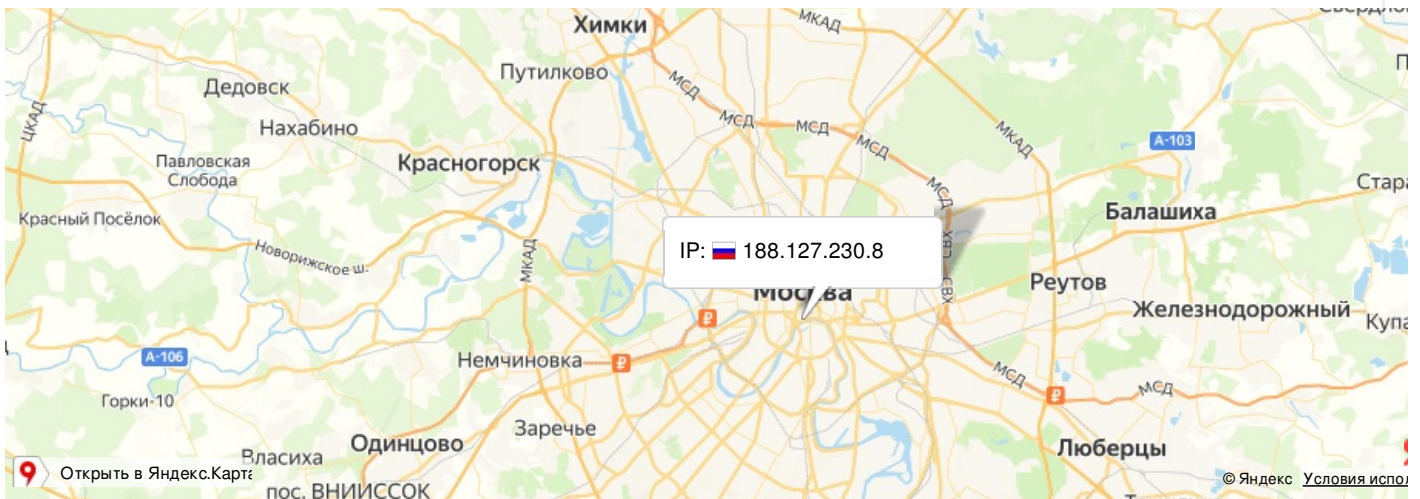 Химки
МКАД
Путилково
МСД
Дедовск
ЦКАД
Нахабино
МСД
МСД
МСД
МКАД
А-103
Павловская
Слобода
Красногорск
МСД
Балашиха
Красный Посёлок
Новорижское ш.
МКАД
IP: 188.127.230.8
СВХ
Реутов
Москва
Железнодорожный
А-106
Немчиновка
МСД
МСД
Горки-10
Заречье
Одинцово
Люберцы
Власиха
Открыть в Яндекс.Карта
© Яндекс Условия испол
пос. ВНИИССОК